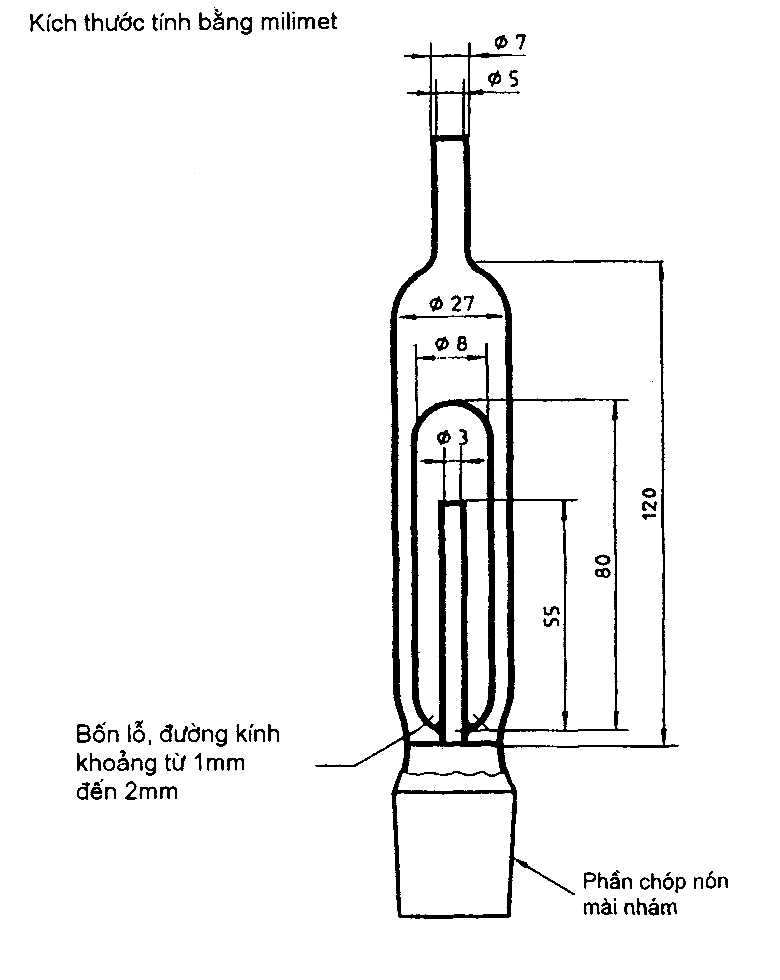 Kích thước tính bằng milimet
ϕ 7
ϕ 5
ϕ 27
ϕ 8
ϕ 3
120
80
55
Bốn lỗ, đường kính
khoảng từ 1mm
đến 2mm
Phần chóp nón
mài nhám